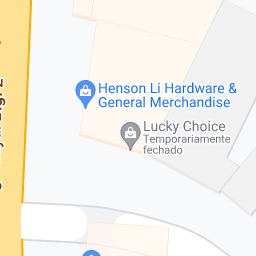 Henson Li Hardware &
General Merchandise
Lucky Choice
Temporariamente
fechado